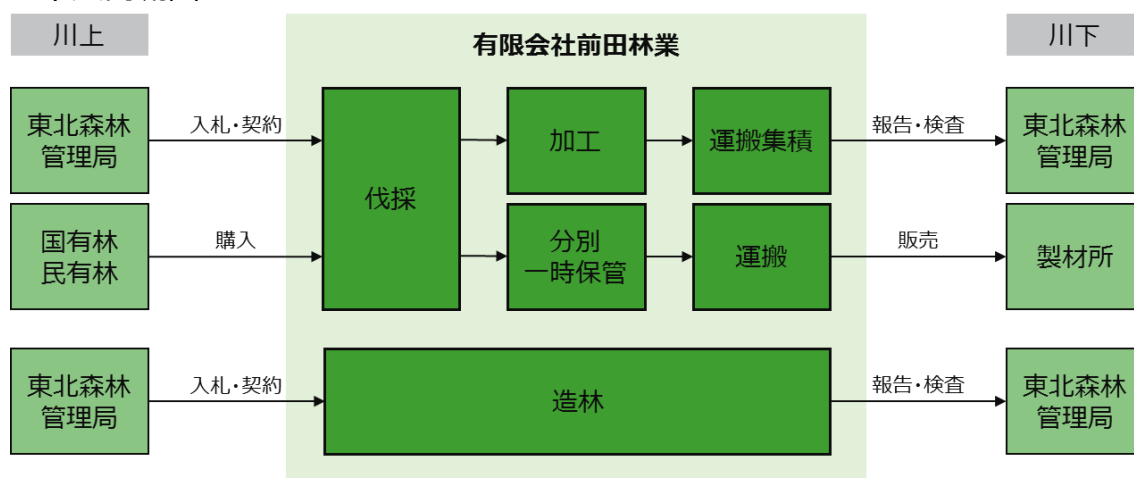 川上
有限会社前田林業
川下
東北森林
管理局
入札・契約
伐採
加工
運搬集積
報告・検査
東北森林
管理局
国有林
民有林
購入
分別
一時保管
運搬
販売
製材所
東北森林
管理局
入札・契約
造林
報告・検査
東北森林
管理局